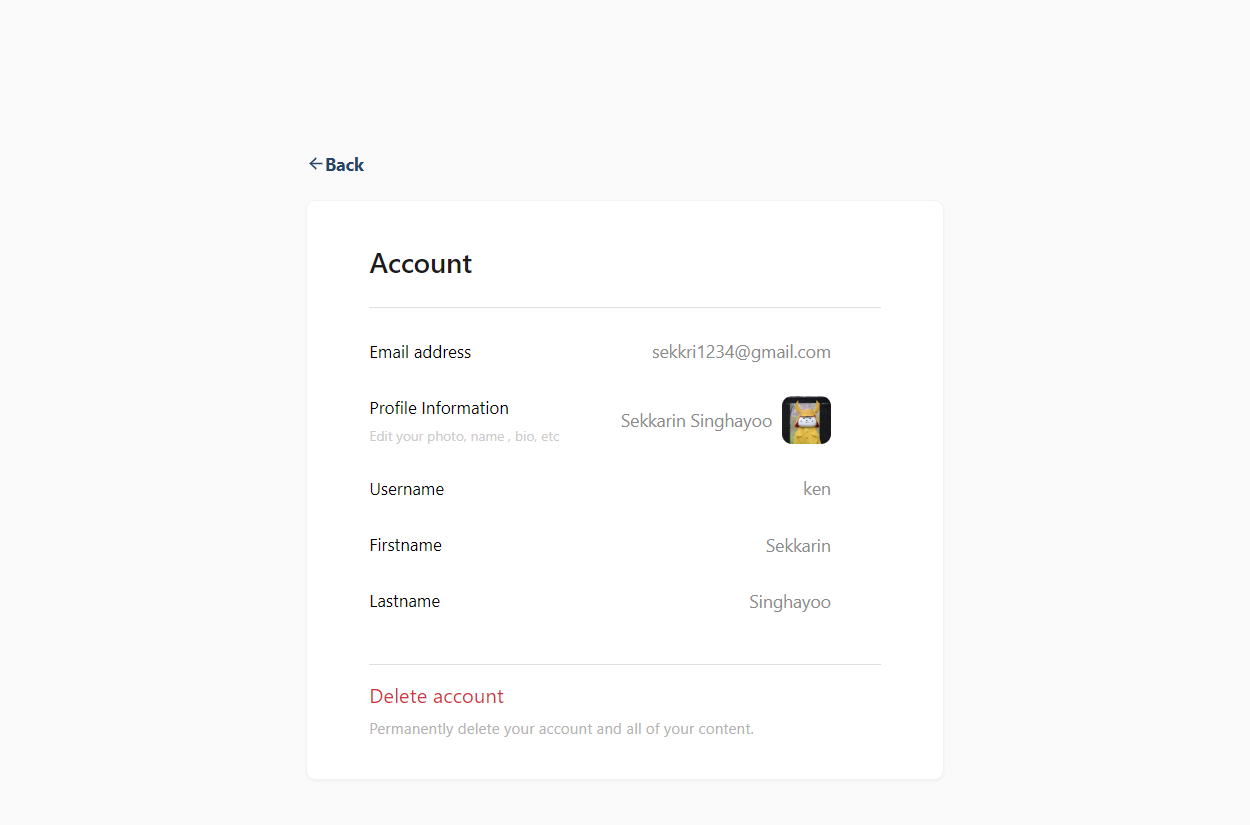 Back
Account
Email address sekkri1234@gmail.com
Profile Information
Edit your photo, name , bio, etc
Sekkarin Singhayoo
Username ken
Firstname Sekkarin
Lastname Singhayoo
Delete account
Permanently delete your account and all of your content.